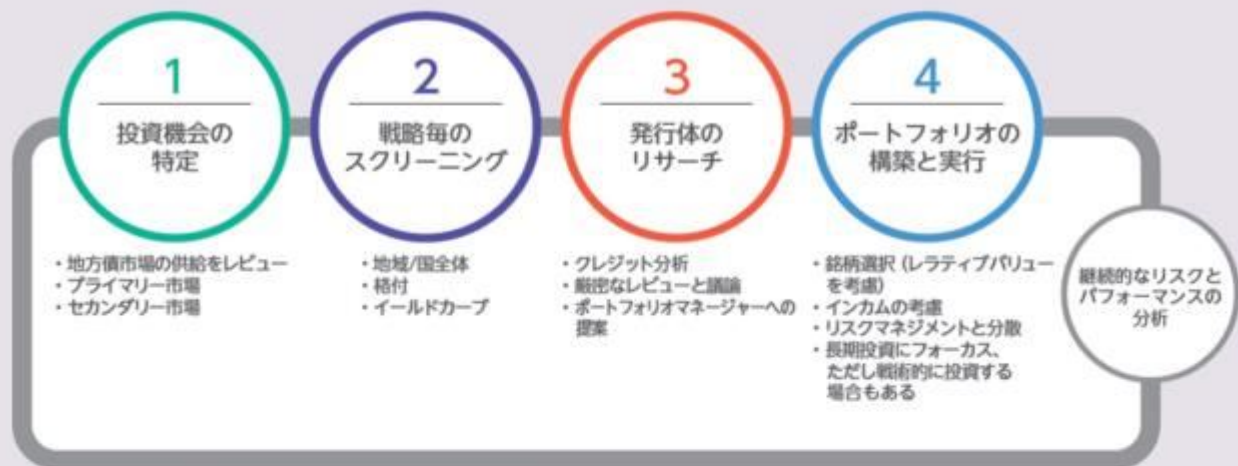 1
投資機会の
特定
・地方債市場の供給をレビュー
・プライマリー市場
・セカンダリー市場
2
戦略毎の
スクリーニング
・地域/国全体
・格付
・イールドカーブ
3
発行体の
リサーチ
・クレジット分析
・厳密なレビューと議論
・ポートフォリオマネージャーへの
提案
4
ポートフォリオの
構築と実行
・銘柄選択（レラティブバリュー
を考慮）
・インカムの考慮
・リスクマネジメントと分散
・長期投資にフォーカス、
ただし戦術的に投資する
場合もある
継続的なリスクと
パフォーマンスの
分析